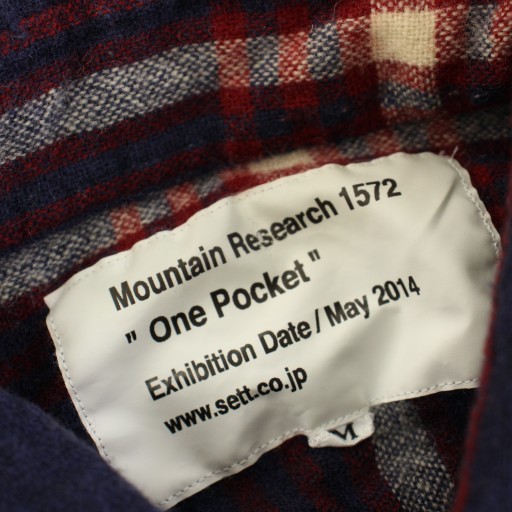 Mountain Research 1572
" One Pocket "
Exhibition Date / May 2014
www.sett.co.jp
M